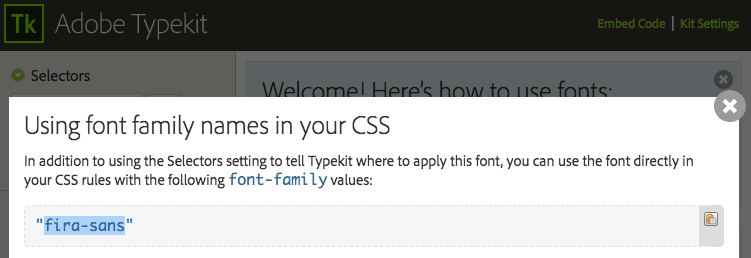 Tk Adobe Typekit
Embed Code | Kit Settings
Selectors
Welcome! Here's how to use fonts:
Using font family names in your CSS
In addition to using the Selectors setting to tell Typekit where to apply this font, you can use the font directly in
your CSS rules with the following font-family values:
"fira-sans"